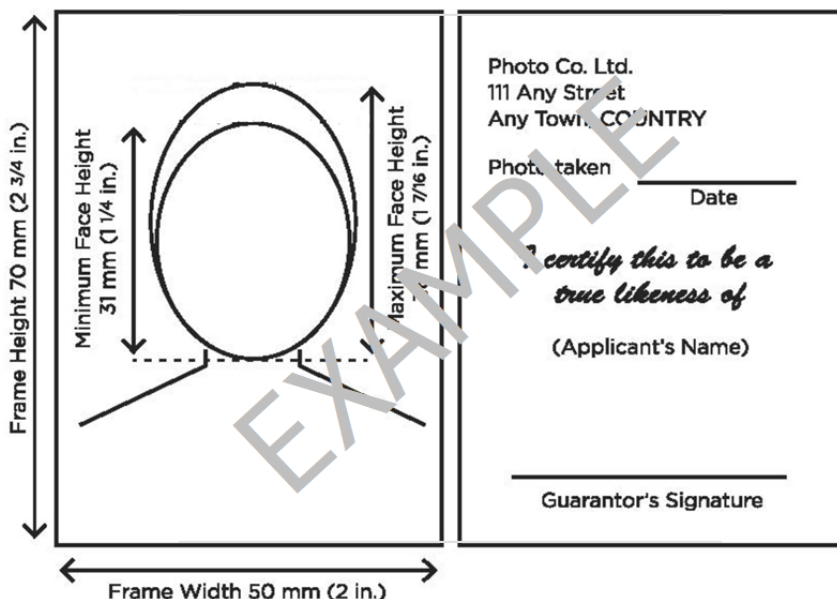 Frame Height 70 mm (2 3/4 in.)
Minimum Face Height
31 mm (1 1/4 in.)
Maximum Face Height
mm (1 7/16 in.)
Frame Width 50 mm (2 in.)
Photo Co. Ltd.
111 Any Street
Any Town, COUNTRY
Photo taken
Date
I certify this to be a
true likeness of
(Applicant's Name)
Guarantor's Signature
EXAMPLE